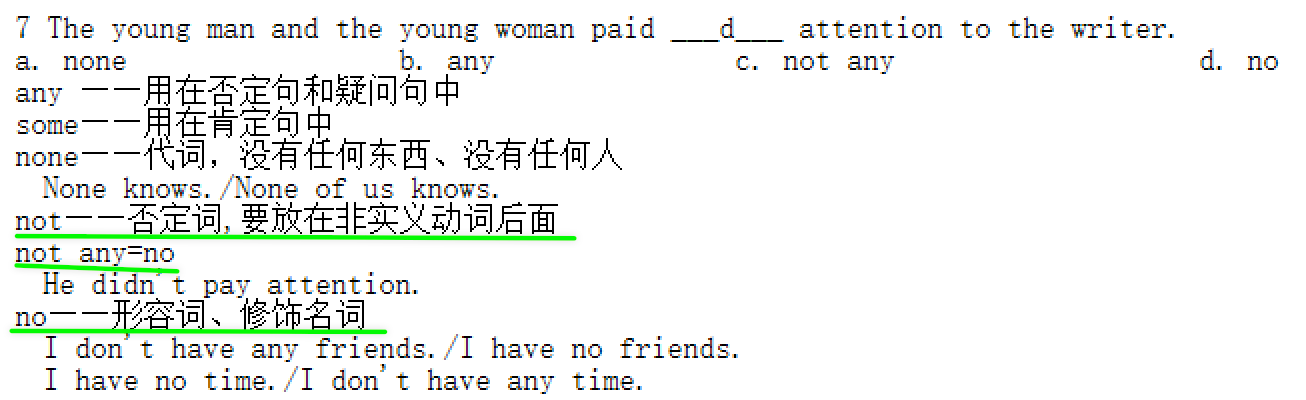 7 The young man and the young woman paid ___d___ attention to the writer.
a. none b. any c. not any d. no
any ——用在否定句和疑问句中
some——用在肯定句中
none——代词，没有任何东西、没有任何人
None knows./None of us knows.
not——否定词,要放在非实义动词后面
not any=no
He didn't pay attention.
no——形容词、修饰名词
I don't have any friends./I have no friends.
I have no time./I don't have any time.